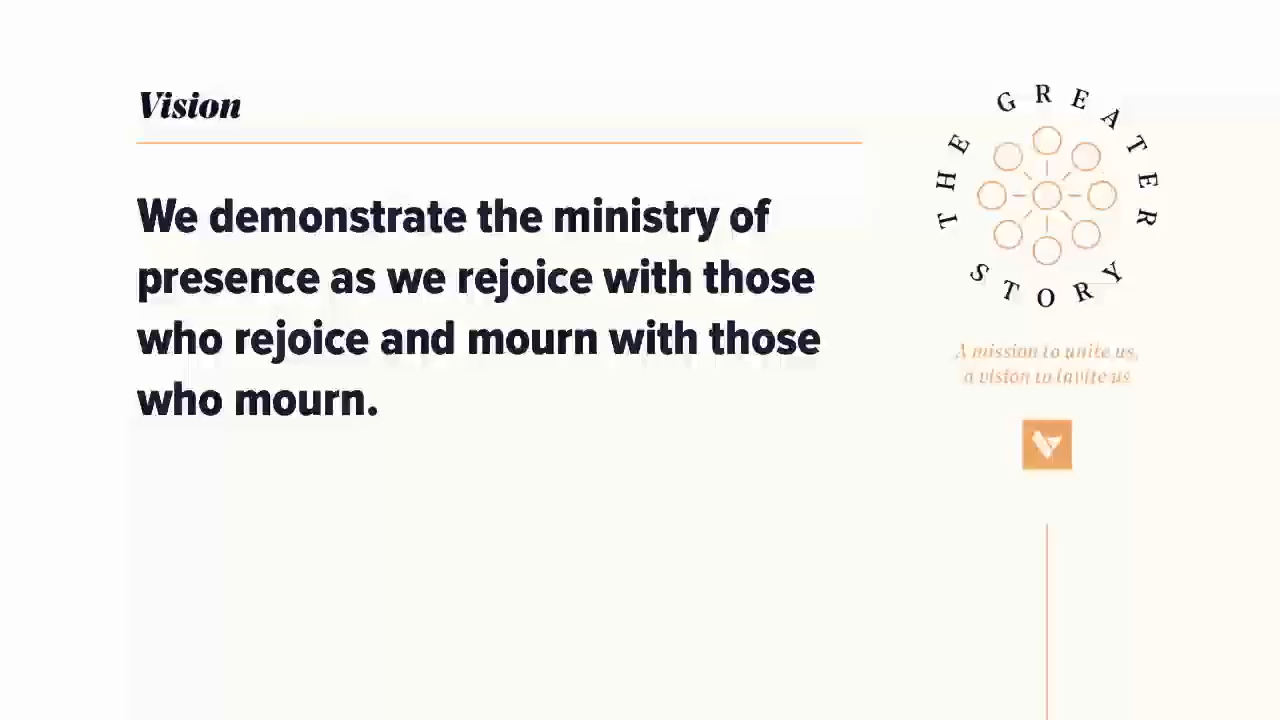 Vision
We demonstrate the ministry of
presence as we rejoice with those
who rejoice and mourn with those
who mourn.
THE GREATER
STORY
A mission to unite us,
a vision to invite us